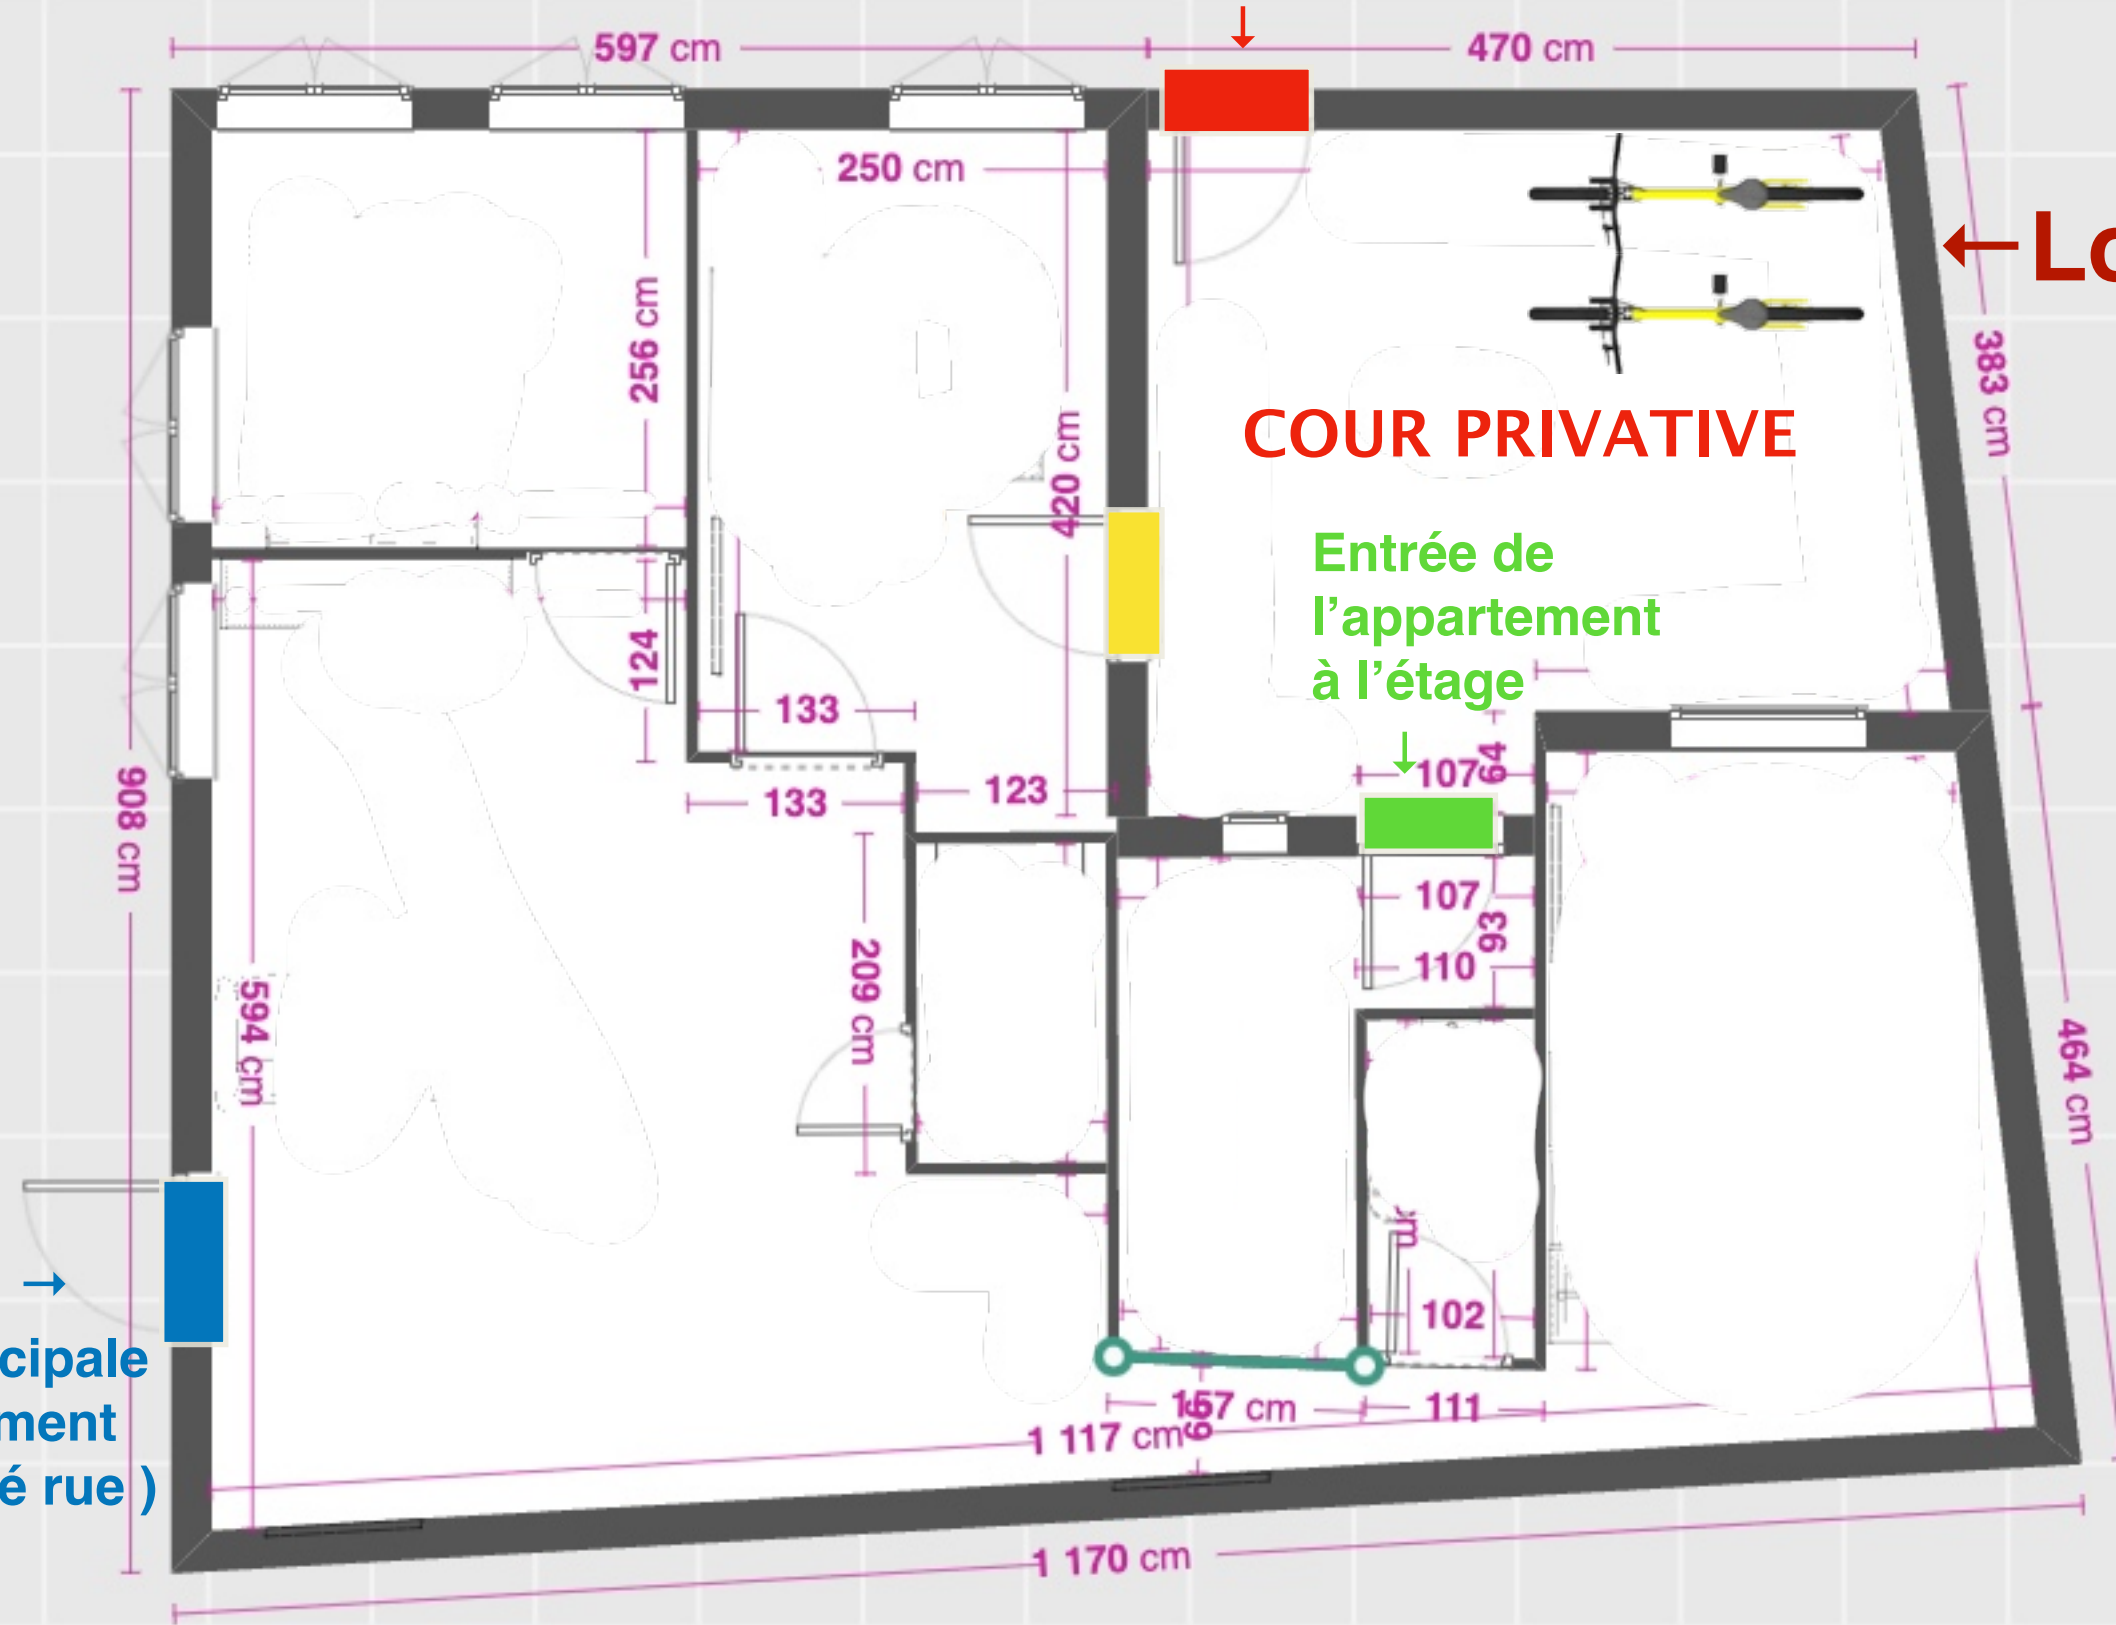 597 cm
470 cm
250 cm
← Lo
256 cm
383 cm
COUR PRIVATIVE
420 cm
Entrée de
l’appartement
à l’étage
124
133
64
107
133
123
908 cm
107
93
110
209 cm
594 cm
464 cm
m
102
→
cipale
ment
é rue )
157 cm
111
1 117 cm
1 170 cm